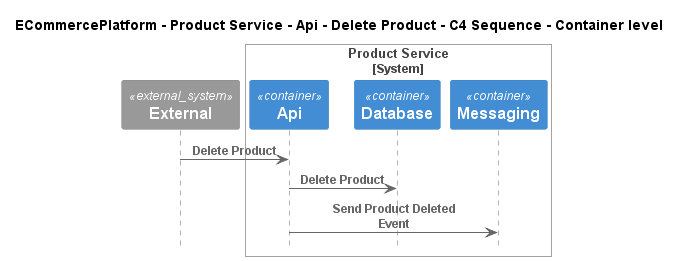 ECommercePlatform - Product Service - Api - Delete Product - C4 Sequence - Container level
Product Service
[System]
«external_system»
External
«container»
Api
«container»
Database
«container»
Messaging
Delete Product
Delete Product
Send Product Deleted
Event